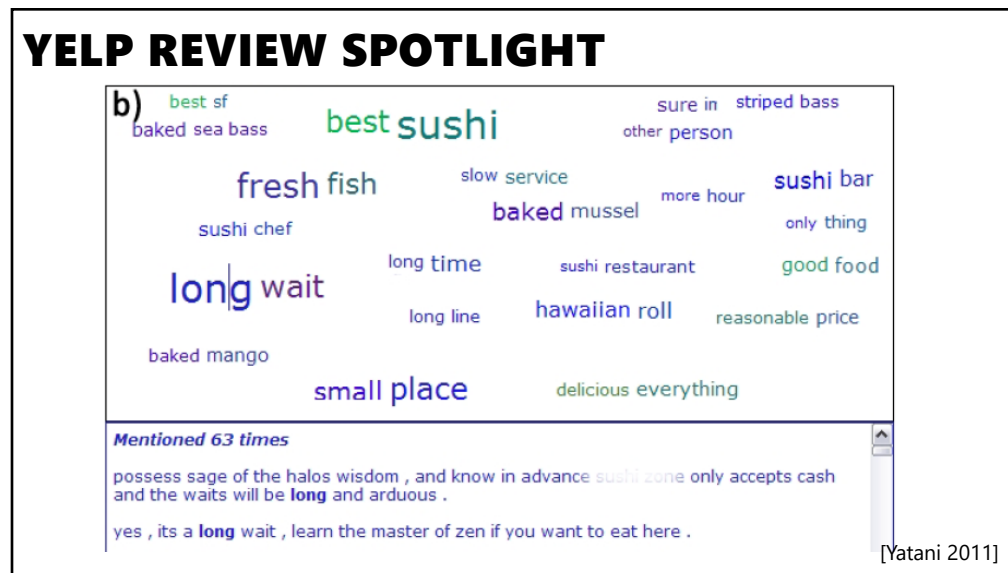 YELP REVIEW SPOTLIGHT
b)
best sf
sure in striped bass
baked sea bass
best sushi
other person
fresh fish
slow service
sushi bar
more hour
baked mussel
only thing
sushi chef
long time
sushi restaurant
good food
long wait
hawaiian roll
long line
reasonable price
baked mango
small place
delicious everything
Mentioned 63 times
possess sage of the halos wisdom , and know in advance sushi zone only accepts cash
and the waits will be long and arduous .
yes , its a long wait , learn the master of zen if you want to eat here .
[Yatani 2011]